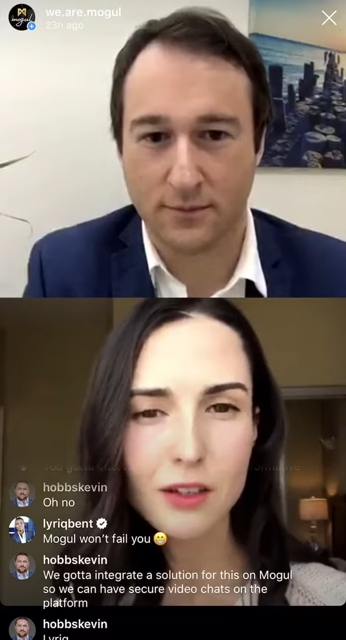 mogul
we.are.mogul
23h ago
hobbskevin
Oh no
lyriqbent
Mogul won't fail you😬
hobbskevin
We gotta integrate a solution for this on Mogul
so we can have secure video chats on the
platform
hobbskevin
Lyriq